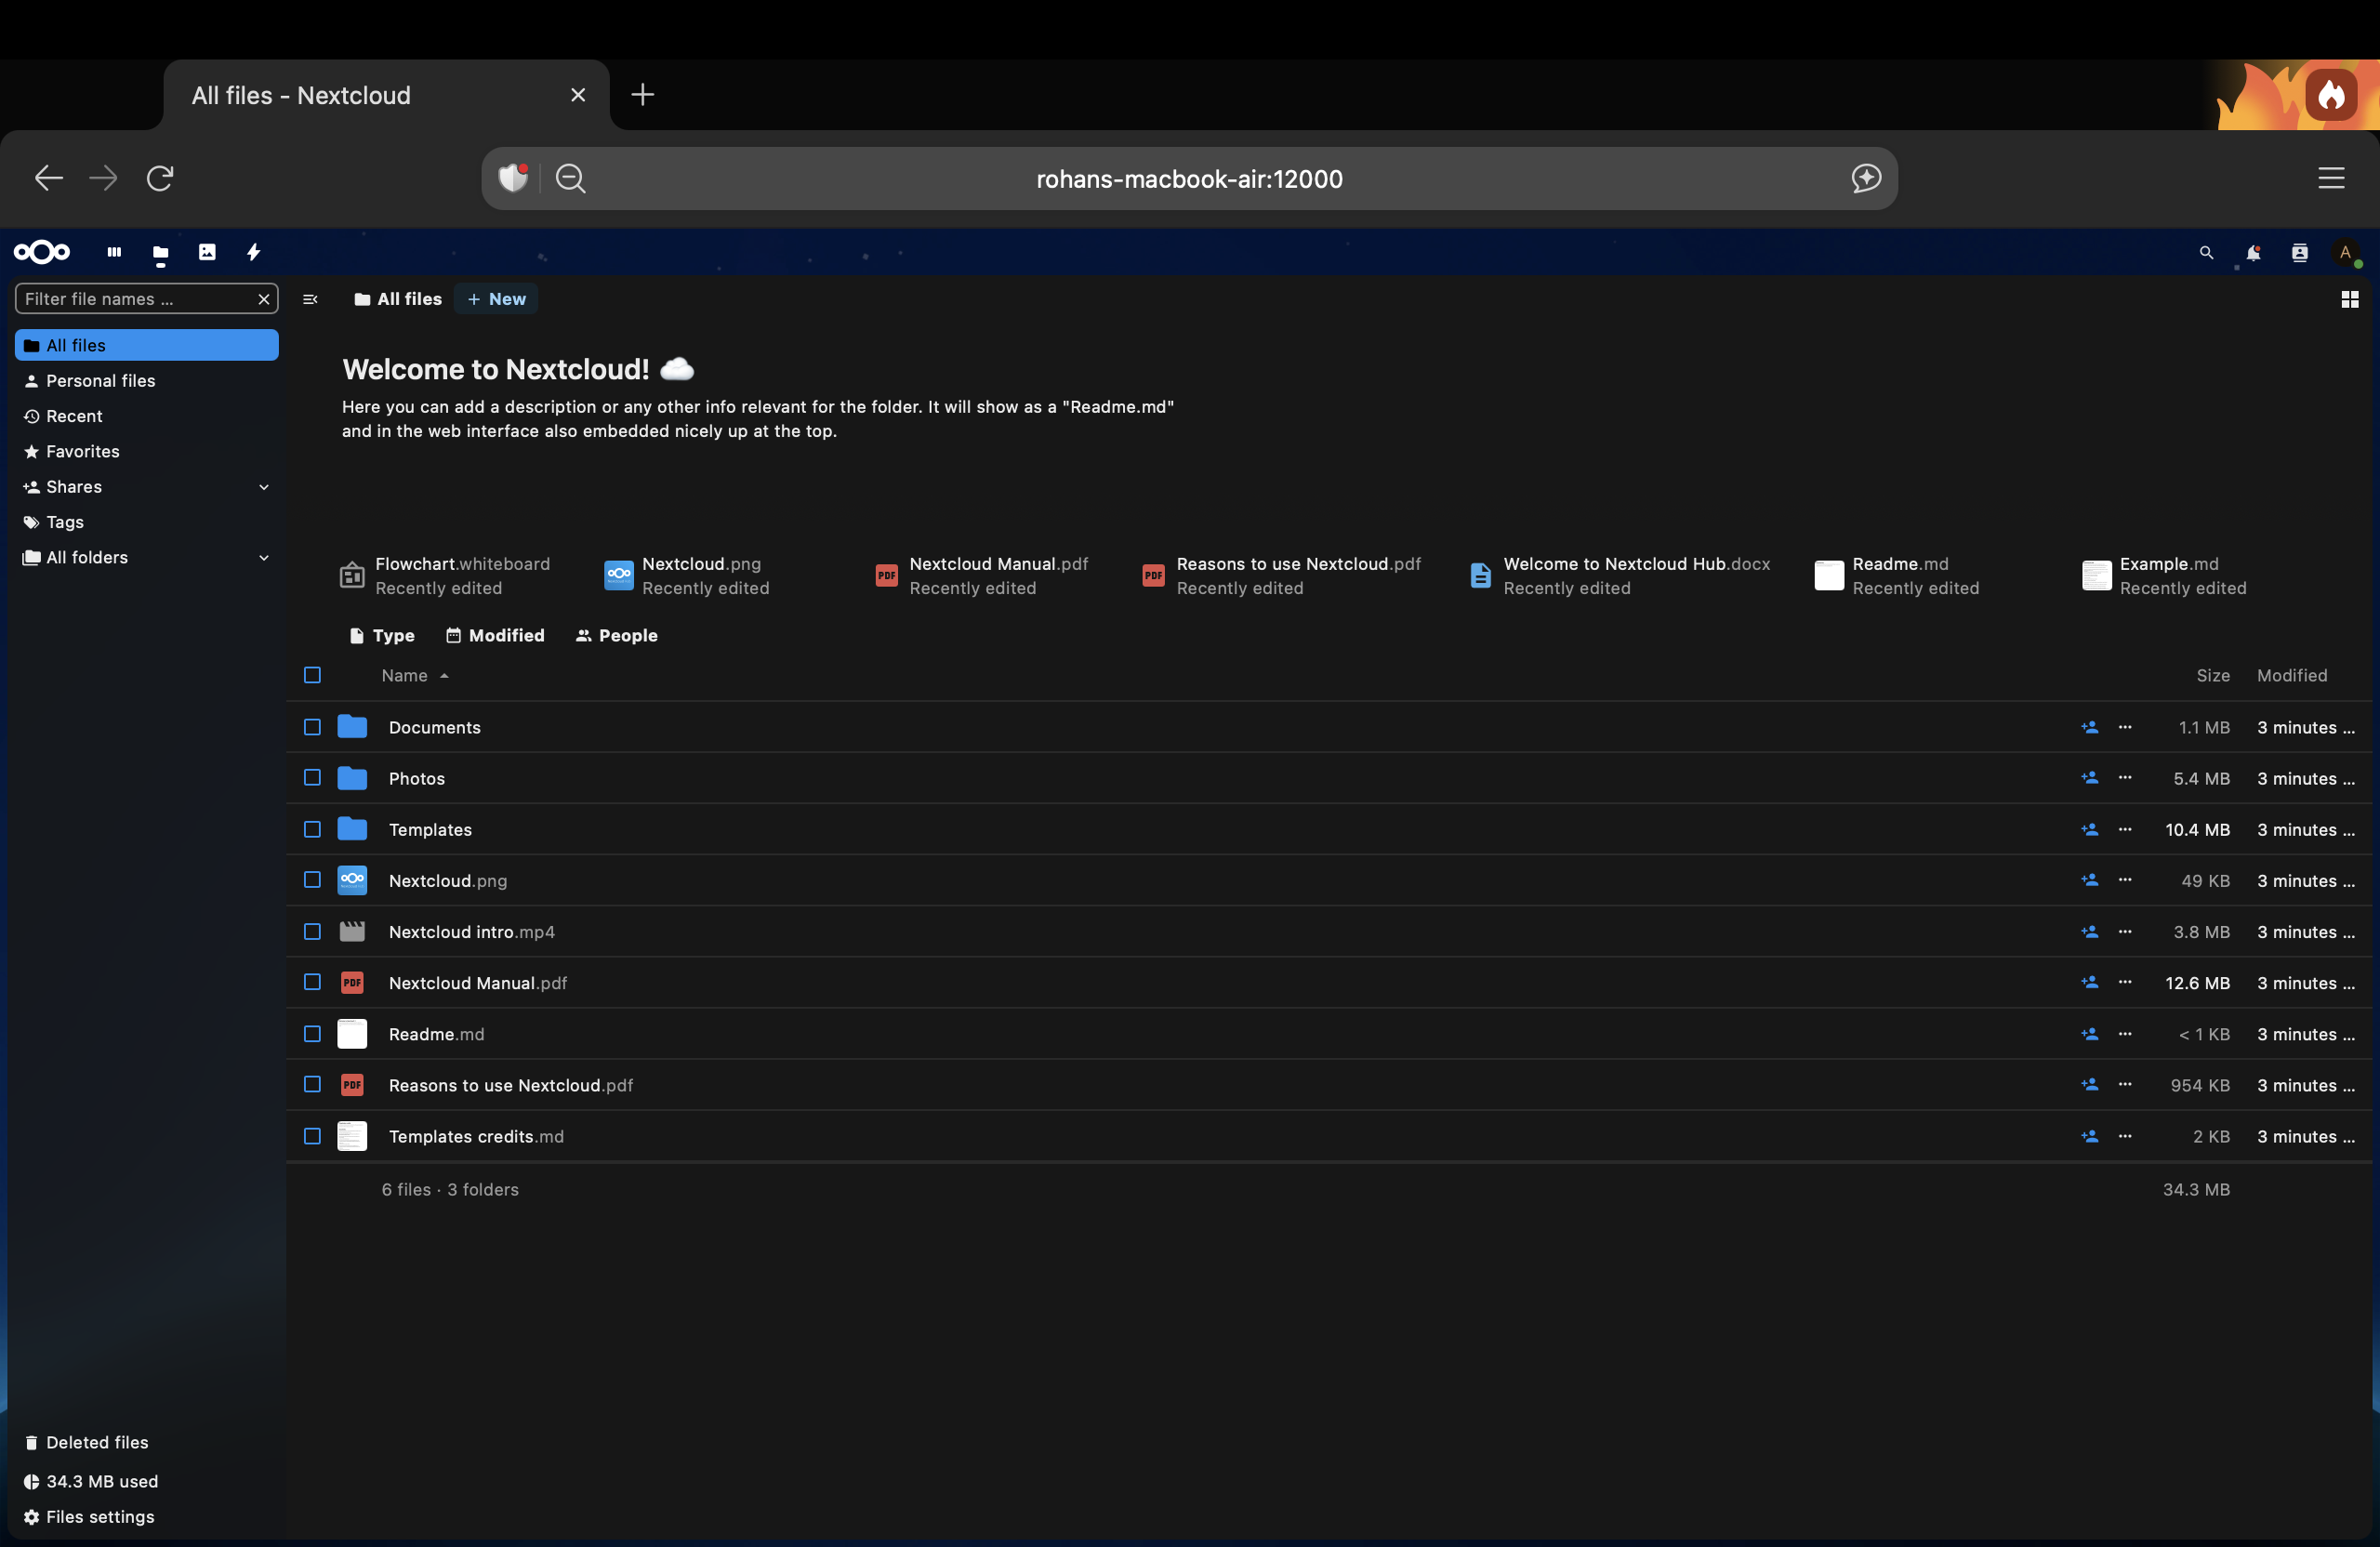 All files - Nextcloud
rohans-macbook-air:12000
A
Filter file names ...
All files
Personal files
Recent
Favorites
Shares
Tags
All folders
Deleted files
34.3 MB used
Files settings
All files + New
Welcome to Nextcloud! ☁️
Here you can add a description or any other info relevant for the folder. It will show as a "Readme.md"
and in the web interface also embedded nicely up at the top.
Flowchart.whiteboard
Recently edited
Nextcloud.png
Recently edited
PDF
Nextcloud Manual.pdf
Recently edited
PDF
Reasons to use Nextcloud.pdf
Recently edited
Welcome to Nextcloud Hub.docx
Recently edited
Readme.md
Recently edited
Example.md
Recently edited
Type Modified People
Name Size Modified
Documents 1.1 MB 3 minutes ...
Photos 5.4 MB 3 minutes ...
Templates 10.4 MB 3 minutes ...
Nextcloud.png 49 KB 3 minutes ...
Nextcloud intro.mp4 3.8 MB 3 minutes ...
PDF Nextcloud Manual.pdf 12.6 MB 3 minutes ...
Readme.md < 1 KB 3 minutes ...
PDF Reasons to use Nextcloud.pdf 954 KB 3 minutes ...
Templates credits.md 2 KB 3 minutes ...
6 files · 3 folders 34.3 MB